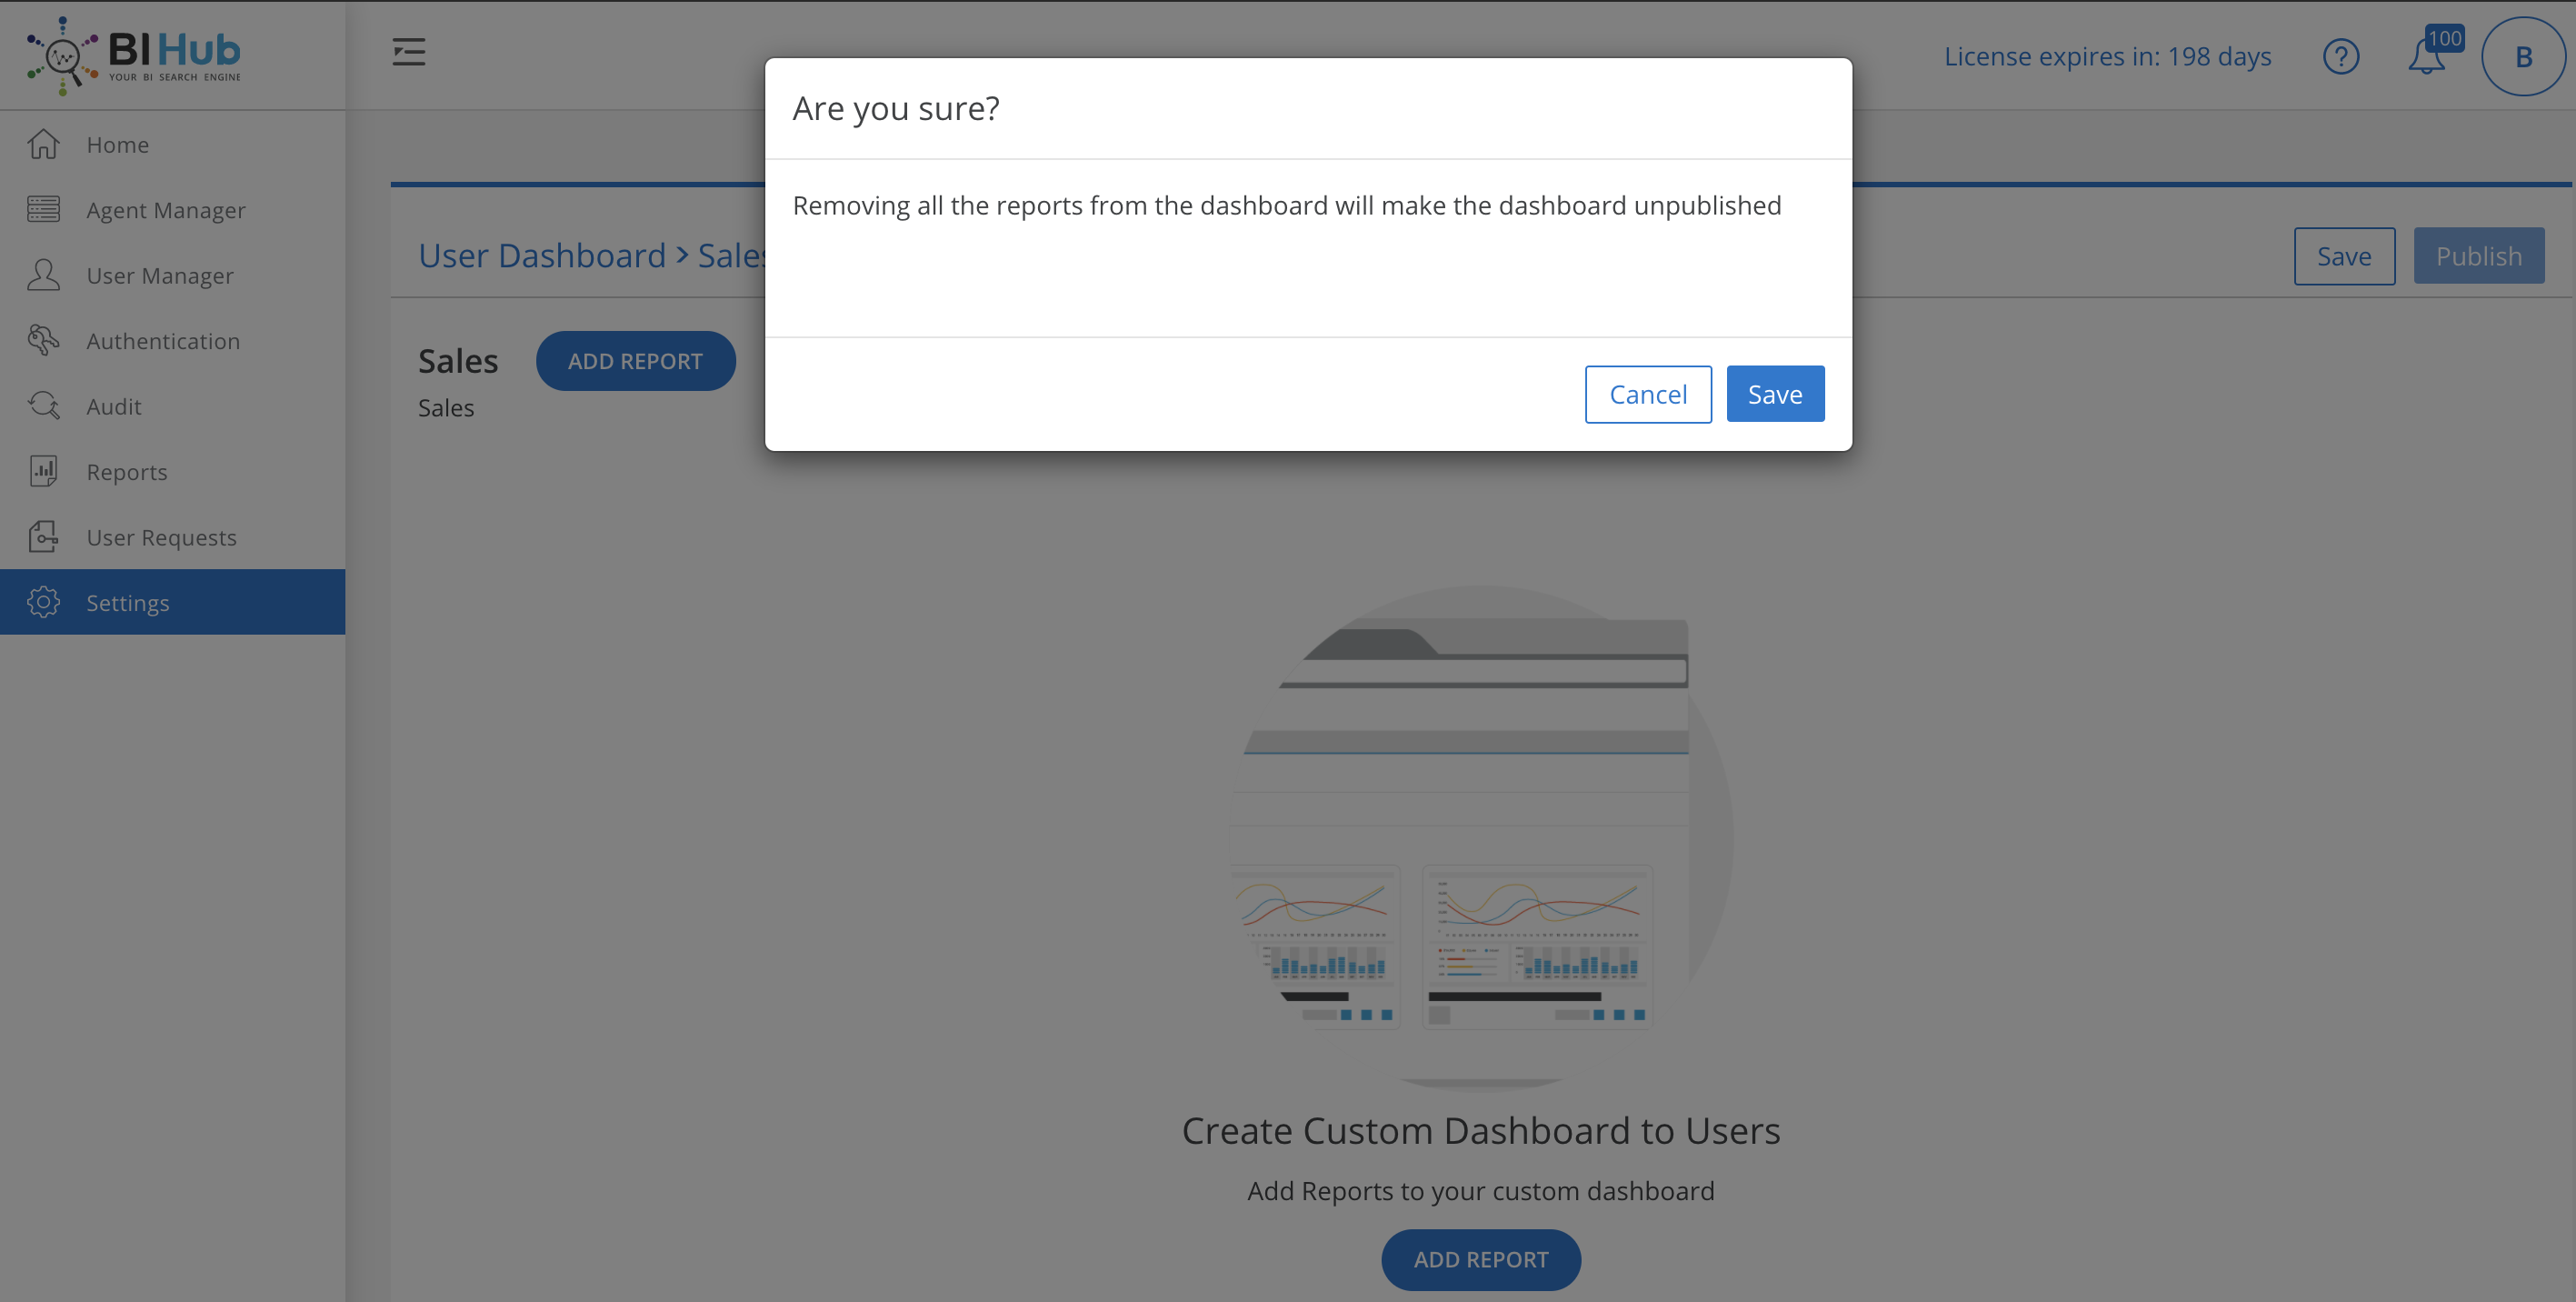 BI Hub
YOUR BI SEARCH ENGINE
License expires in: 198 days
100
B
Home
Agent Manager
User Manager
Authentication
Audit
Reports
User Requests
Settings
Are you sure?
Removing all the reports from the dashboard will make the dashboard unpublished
Cancel
Save
User Dashboard > Sales
Save
Publish
Sales
ADD REPORT
Sales
Create Custom Dashboard to Users
Add Reports to your custom dashboard
ADD REPORT